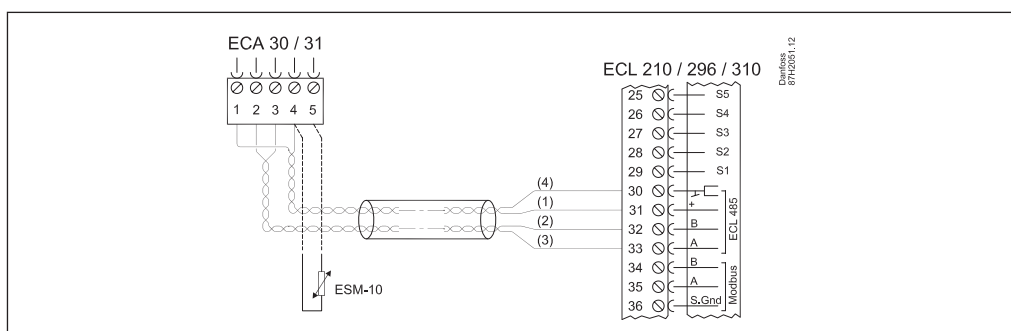 ECA 30 / 31
1 2 3 4 5
ESM-10
(4)
(1)
(2)
(3)
ECL 210 / 296 / 310
25 S5
26 S4
27 S3
28 S2
29 S1
30
31 +
32 B
33 A
34 B
35 A
36 S.Gnd
ECL 485
Modbus
Danfoss
87H2051.12